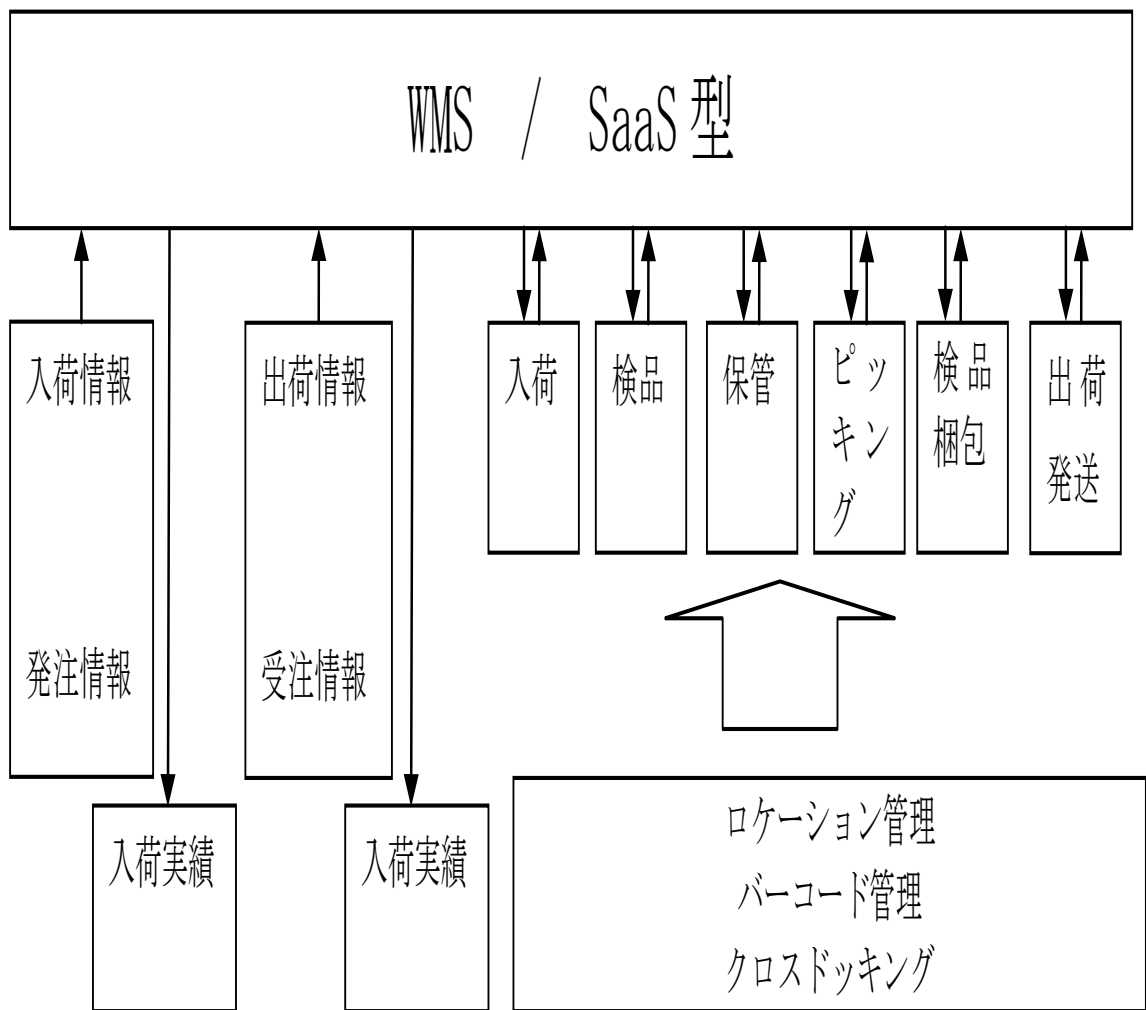 WMS / SaaS型
入荷情報
発注情報
出荷情報
受注情報
入荷
検品
保管
ピッ
キン
グ
検品
梱包
出荷
発送
入荷実績
入荷実績
ロケーション管理
バーコード管理
クロスドッキング